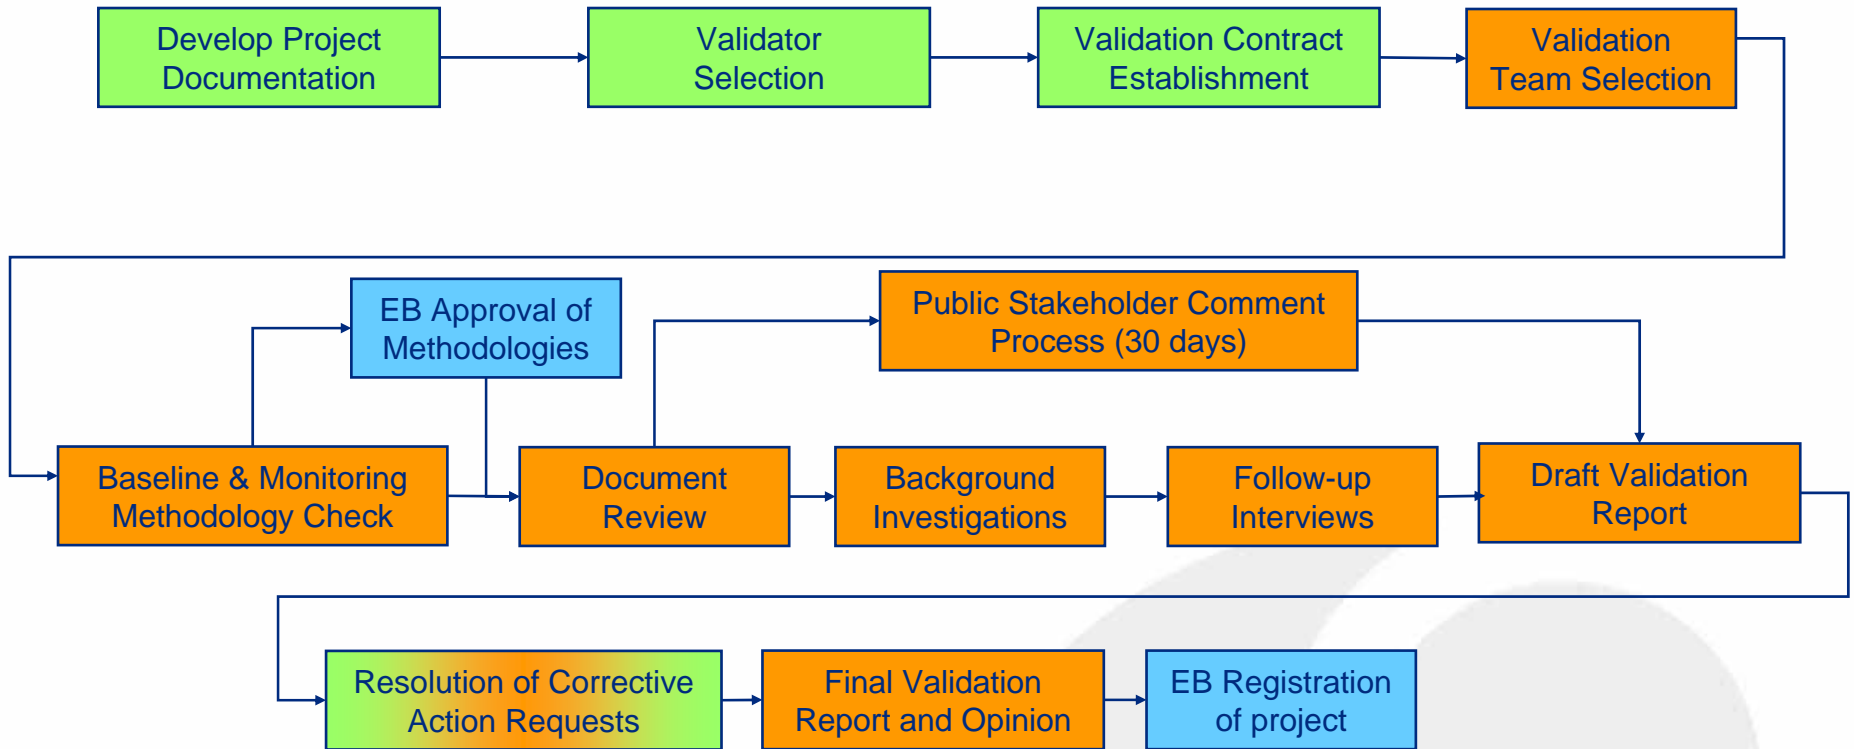 Develop Project
Documentation
Validator
Selection
Validation Contract
Establishment
Validation
Team Selection
EB Approval of
Methodologies
Public Stakeholder Comment
Process (30 days)
Baseline & Monitoring
Methodology Check
Document
Review
Background
Investigations
Follow-up
Interviews
Draft Validation
Report
Resolution of Corrective
Action Requests
Final Validation
Report and Opinion
EB Registration
of project